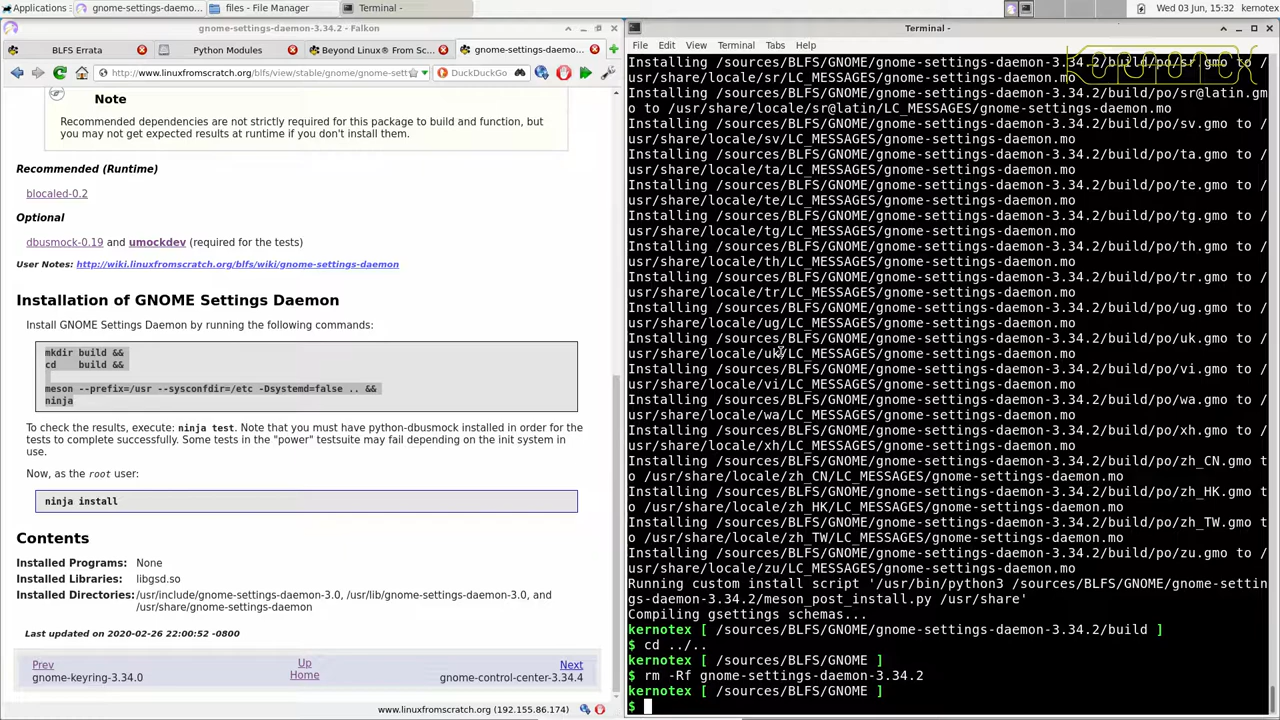 Applications
gnome-settings-daemo...
files - File Manager
Terminal -
Wed 03 Jun, 15:32
kernotex
gnome-settings-daemon-3.34.2 - Falkon
BLFS Errata
Python Modules
Beyond Linux® From Sc...
gnome-settings-daemo...
http://www.linuxfromscratch.org/blfs/view/stable/gnome/gnome-sett
DuckDuckGo
Note
Recommended dependencies are not strictly required for this package to build and function, but
you may not get expected results at runtime if you don't install them.
Recommended (Runtime)
blocaled-0.2
Optional
dbusmock-0.19 and umockdev (required for the tests)
User Notes: http://wiki.linuxfromscratch.org/blfs/wiki/gnome-settings-daemon
Installation of GNOME Settings Daemon
Install GNOME Settings Daemon by running the following commands:
mkdir build &&
cd    build &&
meson --prefix=/usr --sysconfdir=/etc -Dsystemd=false .. &&
ninja
To check the results, execute: ninja test. Note that you must have python-dbusmock installed in order for the
tests to complete successfully. Some tests in the "power" testsuite may fail depending on the init system in
use.
Now, as the root user:
ninja install
Contents
Installed Programs: None
Installed Libraries: libgsd.so
Installed Directories: /usr/include/gnome-settings-daemon-3.0, /usr/lib/gnome-settings-daemon-3.0, and
/usr/share/gnome-settings-daemon
Last updated on 2020-02-26 22:00:52 -0800
Prev
Up
Next
gnome-keyring-3.34.0
Home
gnome-control-center-3.34.4
www.linuxfromscratch.org (192.155.86.174)
Terminal -
File Edit View Terminal Tabs Help
Installing /sources/BLFS/GNOME/gnome-settings-daemon-3.34.2/build/po/sr.gmo to /
usr/share/locale/sr/LC_MESSAGES/gnome-settings-daemon.mo
Installing /sources/BLFS/GNOME/gnome-settings-daemon-3.34.2/build/po/sr@latin.gm
o to /usr/share/locale/sr@latin/LC_MESSAGES/gnome-settings-daemon.mo
Installing /sources/BLFS/GNOME/gnome-settings-daemon-3.34.2/build/po/sv.gmo to /
usr/share/locale/sv/LC_MESSAGES/gnome-settings-daemon.mo
Installing /sources/BLFS/GNOME/gnome-settings-daemon-3.34.2/build/po/ta.gmo to /
usr/share/locale/ta/LC_MESSAGES/gnome-settings-daemon.mo
Installing /sources/BLFS/GNOME/gnome-settings-daemon-3.34.2/build/po/te.gmo to /
usr/share/locale/te/LC_MESSAGES/gnome-settings-daemon.mo
Installing /sources/BLFS/GNOME/gnome-settings-daemon-3.34.2/build/po/tg.gmo to /
usr/share/locale/tg/LC_MESSAGES/gnome-settings-daemon.mo
Installing /sources/BLFS/GNOME/gnome-settings-daemon-3.34.2/build/po/th.gmo to /
usr/share/locale/th/LC_MESSAGES/gnome-settings-daemon.mo
Installing /sources/BLFS/GNOME/gnome-settings-daemon-3.34.2/build/po/tr.gmo to /
usr/share/locale/tr/LC_MESSAGES/gnome-settings-daemon.mo
Installing /sources/BLFS/GNOME/gnome-settings-daemon-3.34.2/build/po/ug.gmo to /
usr/share/locale/ug/LC_MESSAGES/gnome-settings-daemon.mo
Installing /sources/BLFS/GNOME/gnome-settings-daemon-3.34.2/build/po/uk.gmo to /
usr/share/locale/uk/LC_MESSAGES/gnome-settings-daemon.mo
Installing /sources/BLFS/GNOME/gnome-settings-daemon-3.34.2/build/po/vi.gmo to /
usr/share/locale/vi/LC_MESSAGES/gnome-settings-daemon.mo
Installing /sources/BLFS/GNOME/gnome-settings-daemon-3.34.2/build/po/wa.gmo to /
usr/share/locale/wa/LC_MESSAGES/gnome-settings-daemon.mo
Installing /sources/BLFS/GNOME/gnome-settings-daemon-3.34.2/build/po/xh.gmo to /
usr/share/locale/xh/LC_MESSAGES/gnome-settings-daemon.mo
Installing /sources/BLFS/GNOME/gnome-settings-daemon-3.34.2/build/po/zh_CN.gmo t
o /usr/share/locale/zh_CN/LC_MESSAGES/gnome-settings-daemon.mo
Installing /sources/BLFS/GNOME/gnome-settings-daemon-3.34.2/build/po/zh_HK.gmo t
o /usr/share/locale/zh_HK/LC_MESSAGES/gnome-settings-daemon.mo
Installing /sources/BLFS/GNOME/gnome-settings-daemon-3.34.2/build/po/zh_TW.gmo t
o /usr/share/locale/zh_TW/LC_MESSAGES/gnome-settings-daemon.mo
Installing /sources/BLFS/GNOME/gnome-settings-daemon-3.34.2/build/po/zu.gmo to /
usr/share/locale/zu/LC_MESSAGES/gnome-settings-daemon.mo
Running custom install script '/usr/bin/python3 /sources/BLFS/GNOME/gnome-settin
gs-daemon-3.34.2/meson_post_install.py /usr/share'
Compiling gsettings schemas...
kernotex [ /sources/BLFS/GNOME/gnome-settings-daemon-3.34.2/build ]
$ cd ../..
kernotex [ /sources/BLFS/GNOME ]
$ rm -Rf gnome-settings-daemon-3.34.2
kernotex [ /sources/BLFS/GNOME ]
$